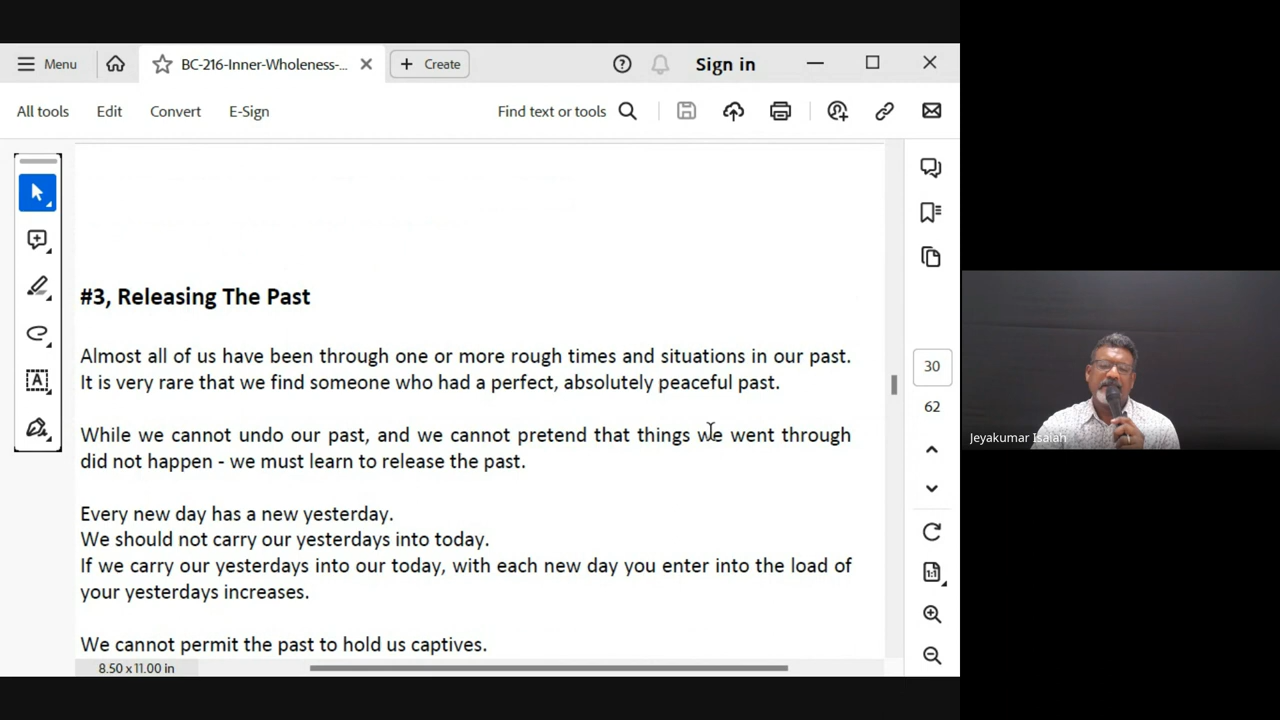 Menu
BC-216-Inner-Wholeness-...
Create
Sign in
All tools
Edit
Convert
E-Sign
Find text or tools
#3, Releasing The Past
Almost all of us have been through one or more rough times and situations in our past.
It is very rare that we find someone who had a perfect, absolutely peaceful past.
While we cannot undo our past, and we cannot pretend that things we went through
did not happen - we must learn to release the past.
Every new day has a new yesterday.
We should not carry our yesterdays into today.
If we carry our yesterdays into our today, with each new day you enter into the load of
your yesterdays increases.
We cannot permit the past to hold us captives.
8.50 x 11.00 in
30
62
1:1
Jeyakumar Isaiah